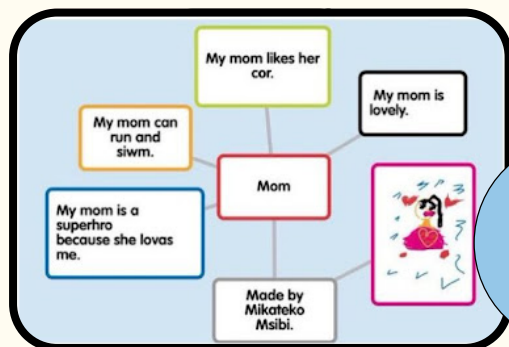 My mom likes her
cor.
My mom is
lovely.
My mom can
run and
siwm.
Mom
My mom is a
superhro
because she lovas
me.
Made by
Mikateko
Msibi.